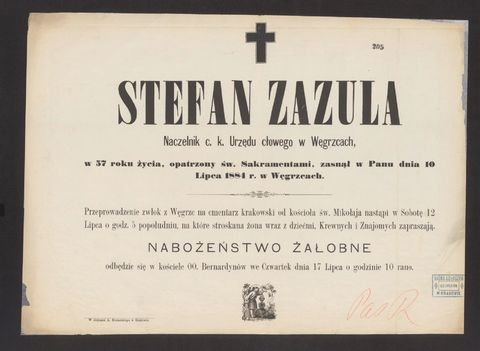 205
STEFAN ZAZULA
Naczelnik c. k. Urzędu cłowego w Węgrzcach,
w 57 roku życia, opatrzony św. Sakramentami, zasnął w Panu dnia 10
Lipca 1884 r. w Węgrzcach.
Przeprowadzenie zwłok z Węgrzc na cmentarz krakowski od kościoła św. Mikołaja nastąpi w Sobotę 12
Lipca o godz. 5 popołudniu, na które stroskana żona wraz z dziećmi, Krewnych i Znajomych zapraszają.
NABOŻEŃSTWO ŻAŁOBNE
odbędzie się w kościele OO. Bernardynów we Czwartek dnia 17 Lipca o godzinie 10 rano.